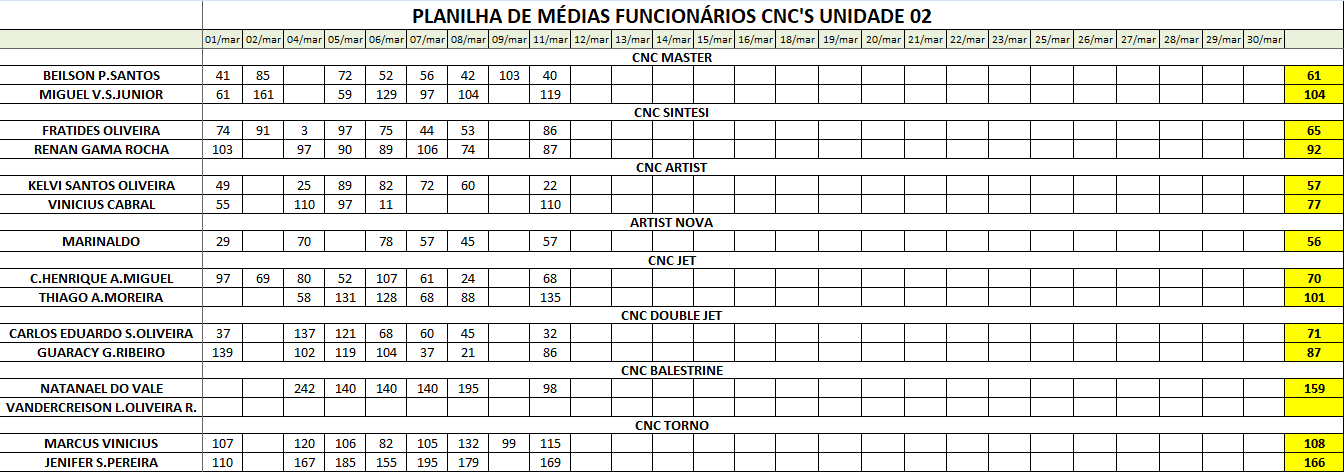 PLANILHA DE MÉDIAS FUNCIONÁRIOS CNC'S UNIDADE 02
01/mar 02/mar 04/mar 05/mar 06/mar 07/mar 08/mar 09/mar 11/mar 12/mar 13/mar 14/mar 15/mar 16/mar 18/mar 19/mar 20/mar 21/mar 22/mar 23/mar 25/mar 26/mar 27/mar 28/mar 29/mar 30/mar
CNC MASTER
BEILSON P.SANTOS 41 85 72 52 56 42 103 40 61
MIGUEL V.S.JUNIOR 61 161 59 129 97 104 119 104
CNC SINTESI
FRATIDES OLIVEIRA 74 91 3 97 75 44 53 86 65
RENAN GAMA ROCHA 103 97 90 89 106 74 87 92
CNC ARTIST
KELVI SANTOS OLIVEIRA 49 25 89 82 72 60 22 57
VINICIUS CABRAL 55 110 97 11 110 77
ARTIST NOVA
MARINALDO 29 70 78 57 45 57 56
CNC JET
C.HENRIQUE A.MIGUEL 97 69 80 52 107 61 24 68 70
THIAGO A.MOREIRA 58 131 128 68 88 135 101
CNC DOUBLE JET
CARLOS EDUARDO S.OLIVEIRA 37 137 121 68 60 45 32 71
GUARACY G.RIBEIRO 139 102 119 104 37 21 86 87
CNC BALESTRINE
NATANAEL DO VALE 242 140 140 140 195 98 159
VANDERCREISON L.OLIVEIRA R.
CNC TORNO
MARCUS VINICIUS 107 120 106 82 105 132 99 115 108
JENIFER S.PEREIRA 110 167 185 155 195 179 169 166